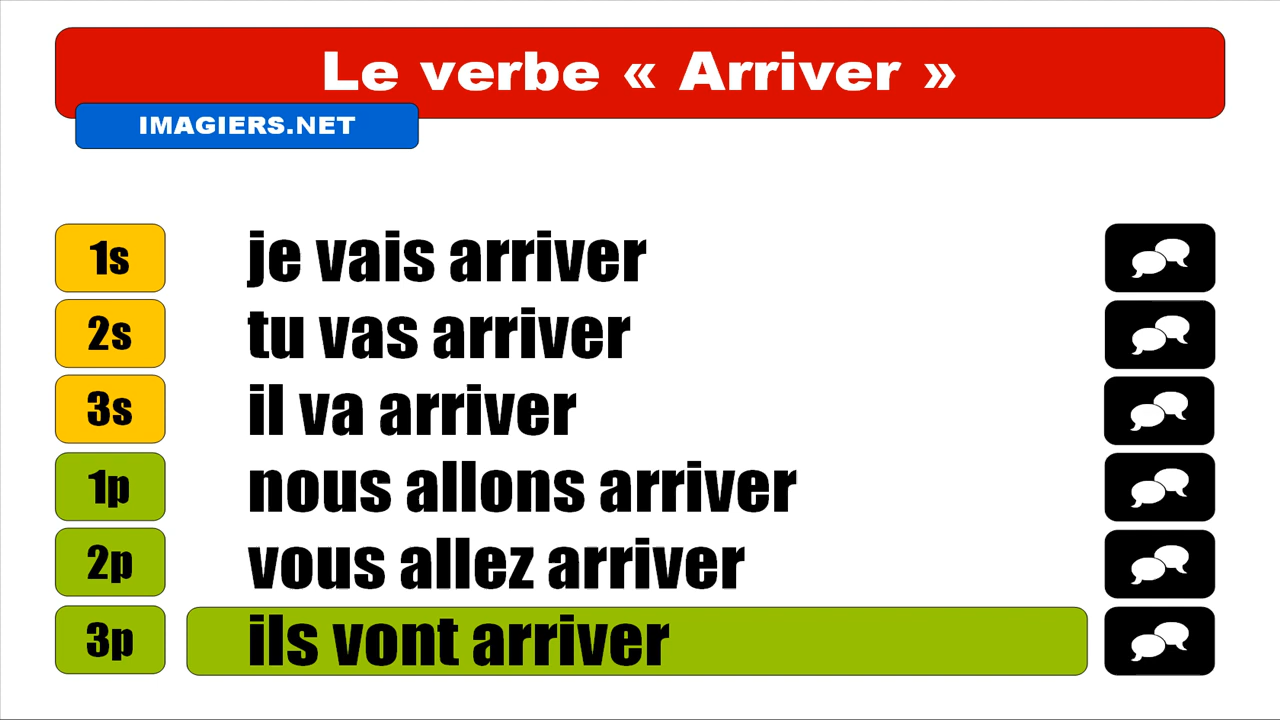 Le verbe « Arriver »
IMAGIERS.NET
1s je vais arriver
2s tu vas arriver
3s il va arriver
1p nous allons arriver
2p vous allez arriver
3p ils vont arriver